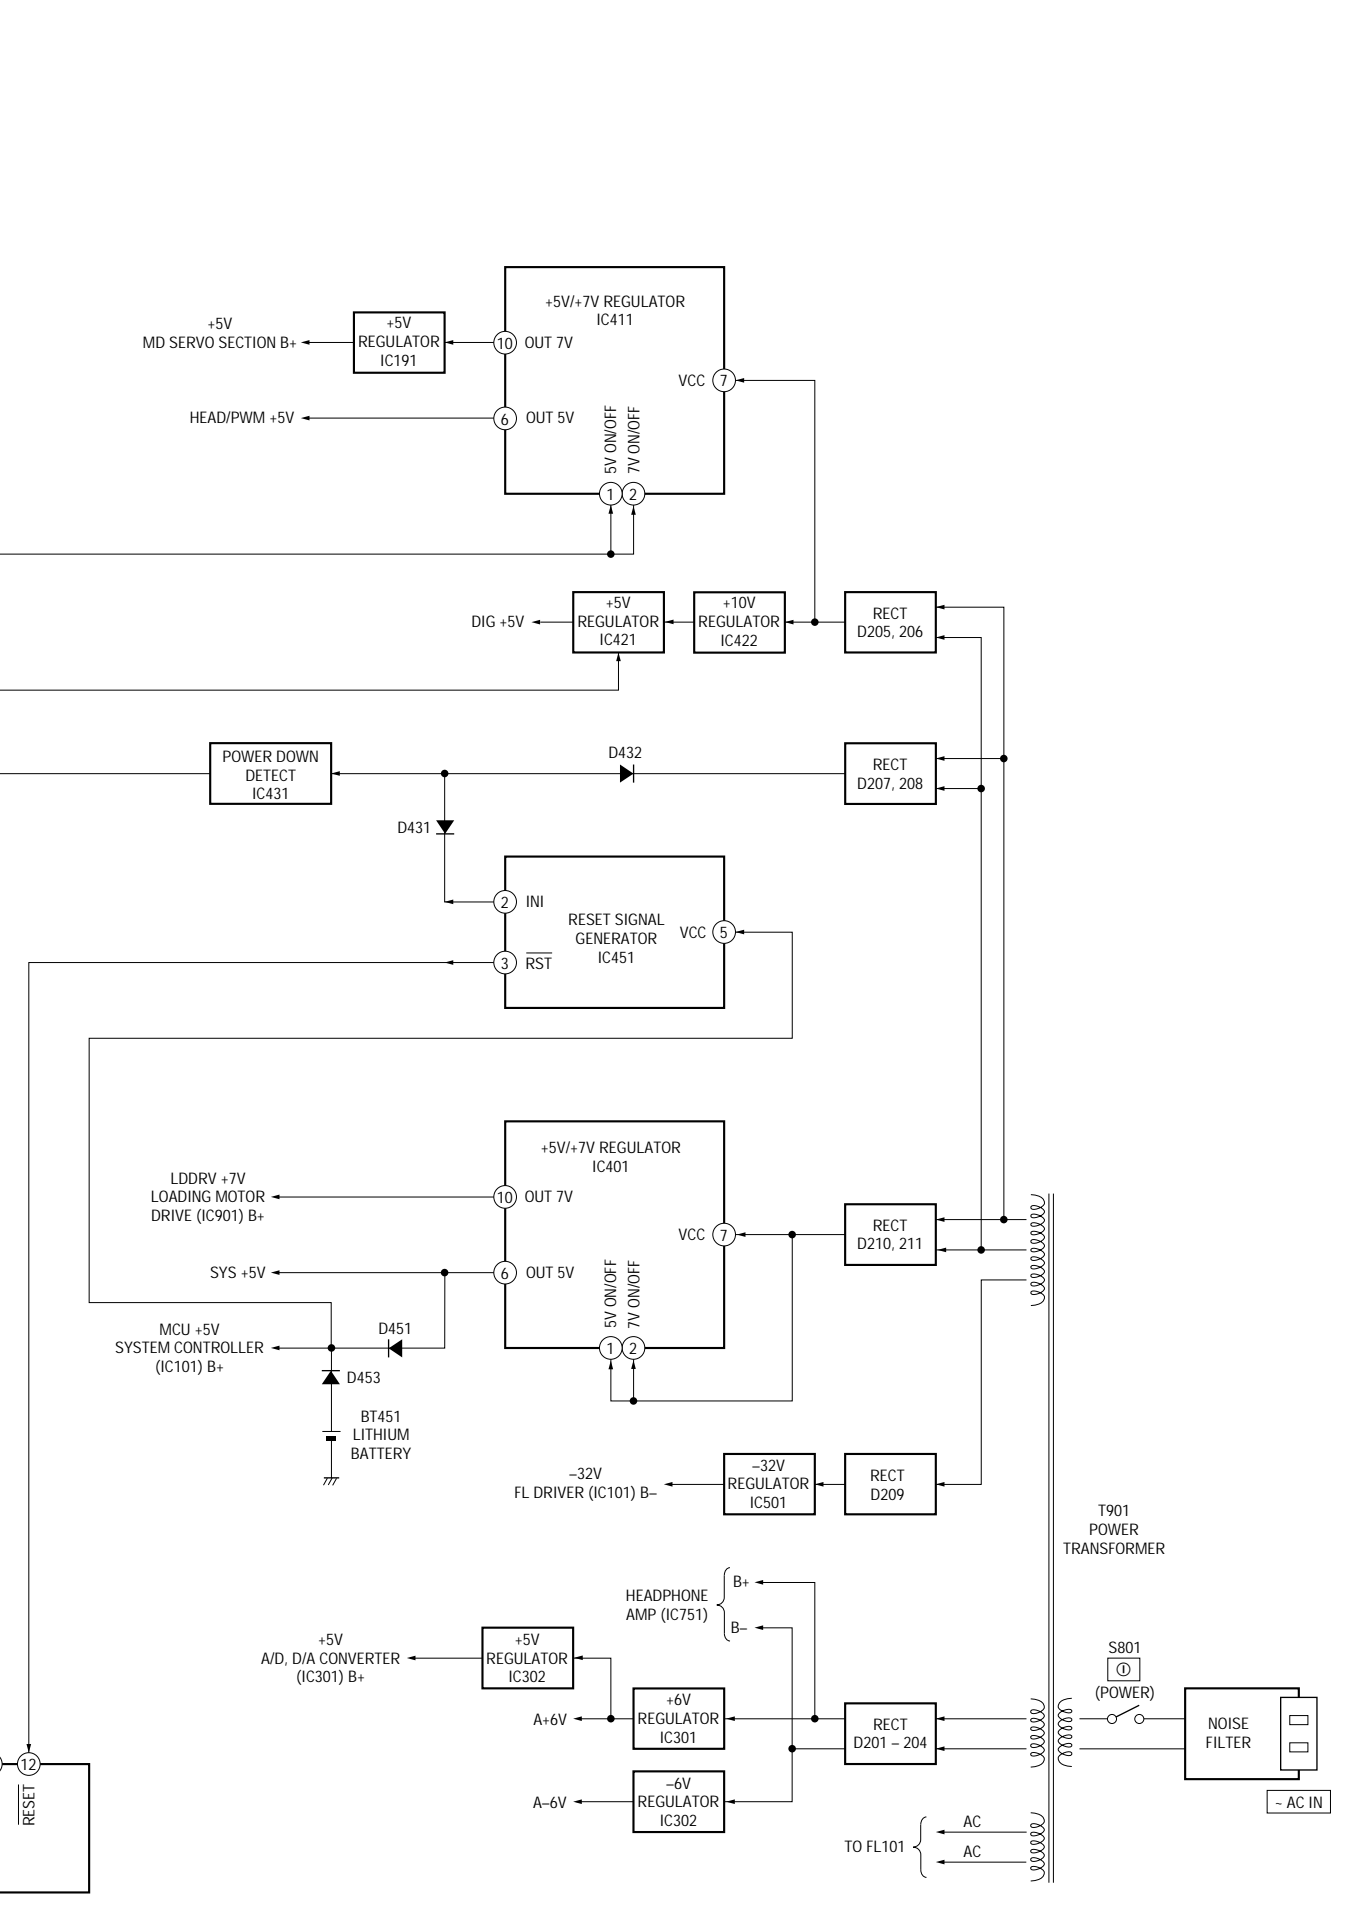 +5V/+7V REGULATOR
IC411
+5V
MD SERVO SECTION B+
+5V
REGULATOR
IC191
10 OUT 7V
VCC 7
HEAD/PWM +5V
6 OUT 5V
5V ON/OFF
7V ON/OFF
1 2
DIG +5V
+5V
REGULATOR
IC421
+10V
REGULATOR
IC422
RECT
D205, 206
POWER DOWN
DETECT
IC431
D432
RECT
D207, 208
D431
2 INI
RESET SIGNAL
GENERATOR
IC451
VCC 5
3 RST
+5V/+7V REGULATOR
IC401
LDDRV +7V
LOADING MOTOR
DRIVE (IC901) B+
10 OUT 7V
VCC 7
RECT
D210, 211
SYS +5V
6 OUT 5V
5V ON/OFF
7V ON/OFF
1 2
MCU +5V
SYSTEM CONTROLLER
(IC101) B+
D451
D453
BT451
LITHIUM
BATTERY
–32V
FL DRIVER (IC101) B–
–32V
REGULATOR
IC501
RECT
D209
T901
POWER
TRANSFORMER
HEADPHONE
AMP (IC751)
B+
B–
+5V
A/D, D/A CONVERTER
(IC301) B+
+5V
REGULATOR
IC302
A+6V
+6V
REGULATOR
IC301
RECT
D201 – 204
S801
(POWER)
NOISE
FILTER
A–6V
–6V
REGULATOR
IC302
~ AC IN
TO FL101
AC
AC
12
RESET